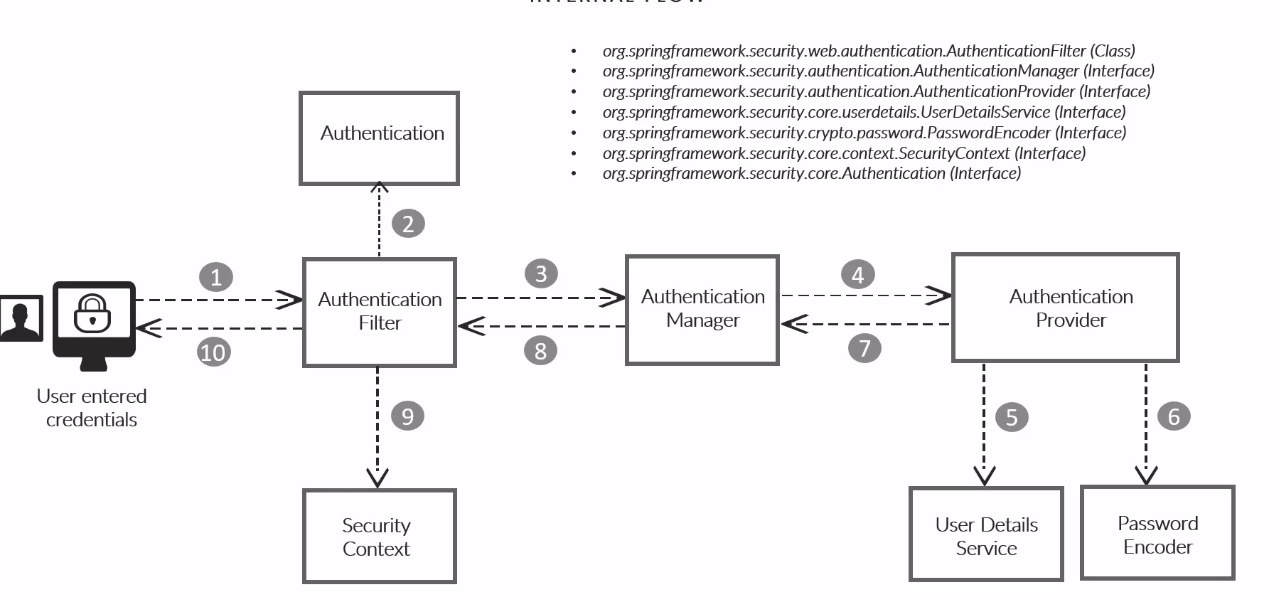 INTERNAL FLOW
• org.springframework.security.web.authentication.AuthenticationFilter (Class)
• org.springframework.security.authentication.AuthenticationManager (Interface)
• org.springframework.security.authentication.AuthenticationProvider (Interface)
• org.springframework.security.core.userdetails.UserDetailsService (Interface)
• org.springframework.security.crypto.password.PasswordEncoder (Interface)
• org.springframework.security.core.context.SecurityContext (Interface)
• org.springframework.security.core.Authentication (Interface)
Authentication
2
1
3
4
Authentication
Filter
Authentication
Manager
Authentication
Provider
10
8
7
User entered
credentials
9
5
6
Security
Context
User Details
Service
Password
Encoder